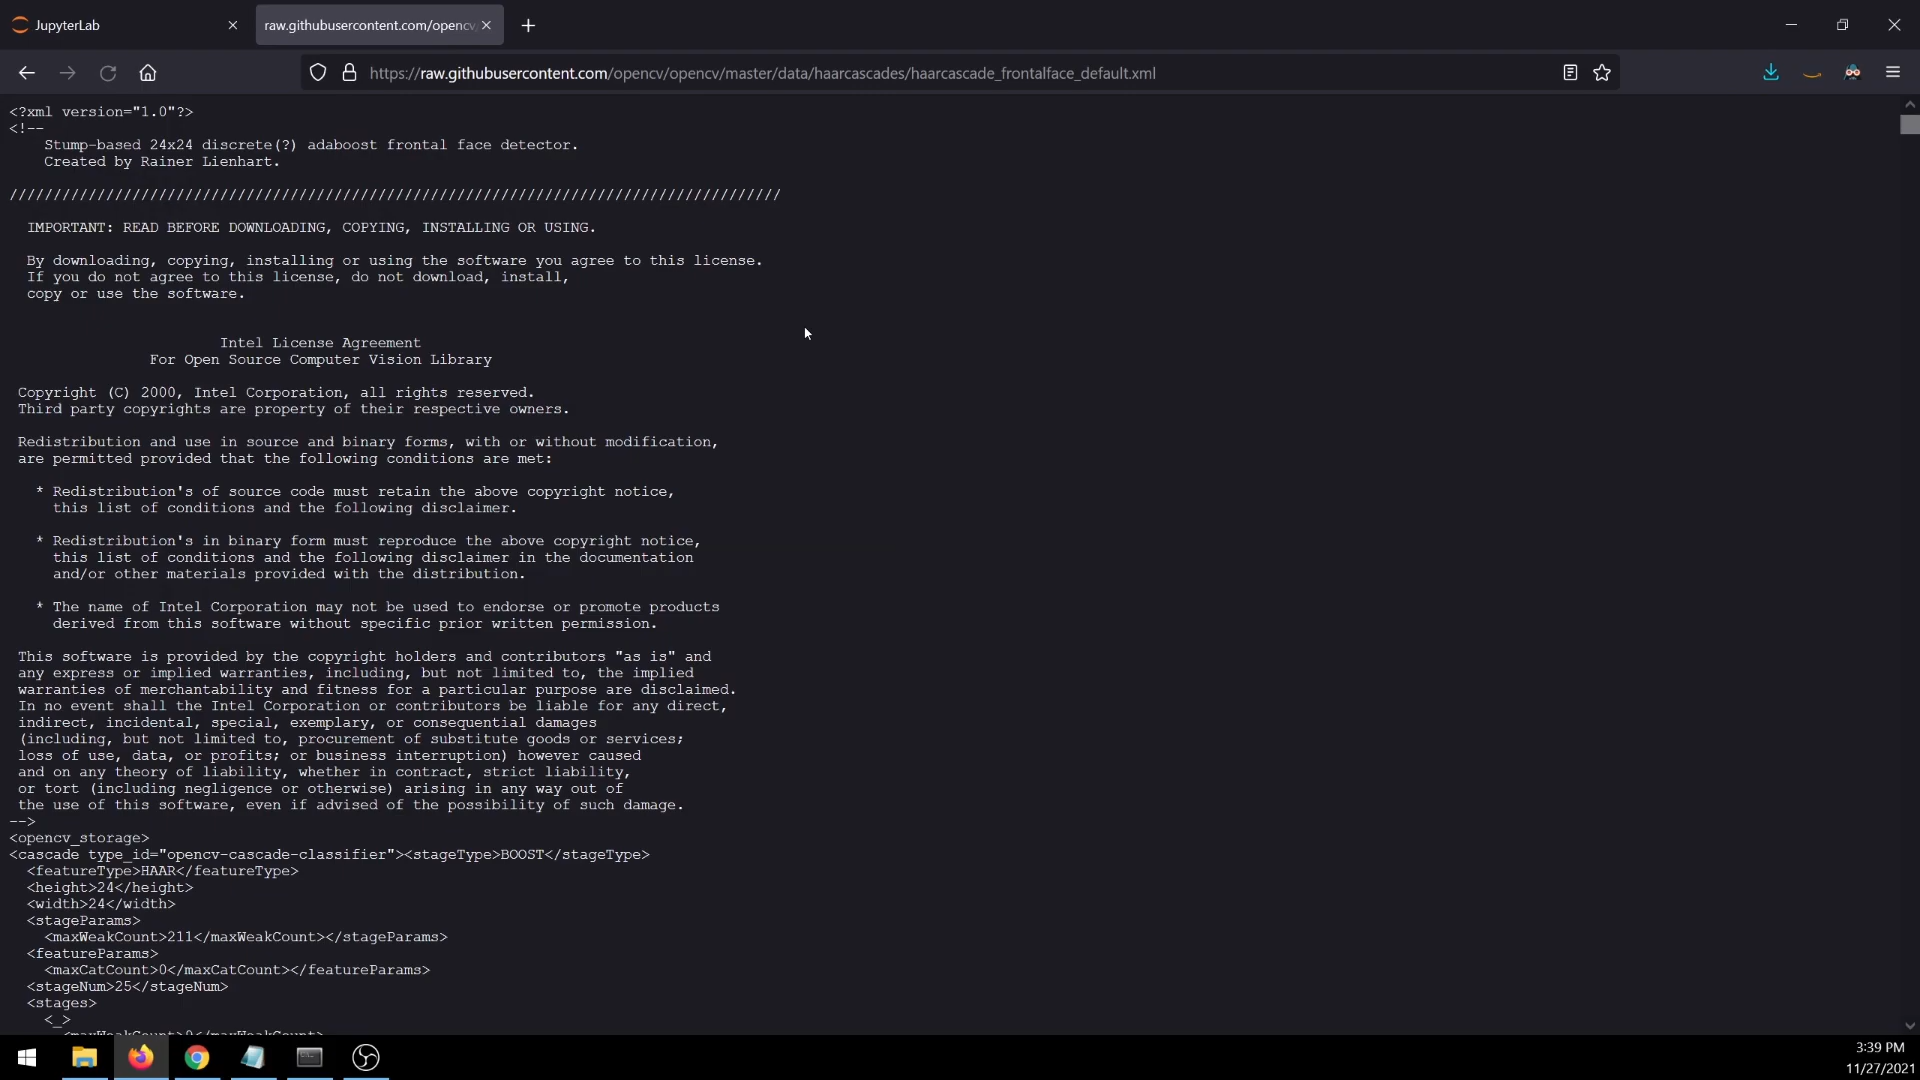 JupyterLab
raw.githubusercontent.com/opencv
https://raw.githubusercontent.com/opencv/opencv/master/data/haarcascades/haarcascade_frontalface_default.xml
<?xml version="1.0"?>
<!--
Stump-based 24x24 discrete(?) adaboost frontal face detector.
Created by Rainer Lienhart.
////////////////////////////////////////////////////////////////////////////////////////
IMPORTANT: READ BEFORE DOWNLOADING, COPYING, INSTALLING OR USING.
By downloading, copying, installing or using the software you agree to this license.
If you do not agree to this license, do not download, install,
copy or use the software.
Intel License Agreement
For Open Source Computer Vision Library
Copyright (C) 2000, Intel Corporation, all rights reserved.
Third party copyrights are property of their respective owners.
Redistribution and use in source and binary forms, with or without modification,
are permitted provided that the following conditions are met:
* Redistribution's of source code must retain the above copyright notice,
this list of conditions and the following disclaimer.
* Redistribution's in binary form must reproduce the above copyright notice,
this list of conditions and the following disclaimer in the documentation
and/or other materials provided with the distribution.
* The name of Intel Corporation may not be used to endorse or promote products
derived from this software without specific prior written permission.
This software is provided by the copyright holders and contributors "as is" and
any express or implied warranties, including, but not limited to, the implied
warranties of merchantability and fitness for a particular purpose are disclaimed.
In no event shall the Intel Corporation or contributors be liable for any direct,
indirect, incidental, special, exemplary, or consequential damages
(including, but not limited to, procurement of substitute goods or services;
loss of use, data, or profits; or business interruption) however caused
and on any theory of liability, whether in contract, strict liability,
or tort (including negligence or otherwise) arising in any way out of
the use of this software, even if advised of the possibility of such damage.
-->
<opencv_storage>
<cascade type_id="opencv-cascade-classifier"><stageType>BOOST</stageType>
<featureType>HAAR</featureType>
<height>24</height>
<width>24</width>
<stageParams>
<maxWeakCount>211</maxWeakCount></stageParams>
<featureParams>
<maxCatCount>0</maxCatCount></featureParams>
<stageNum>25</stageNum>
<stages>
<_>
<maxWeakCount>9</maxWeakCount>
3:39 PM
11/27/2021